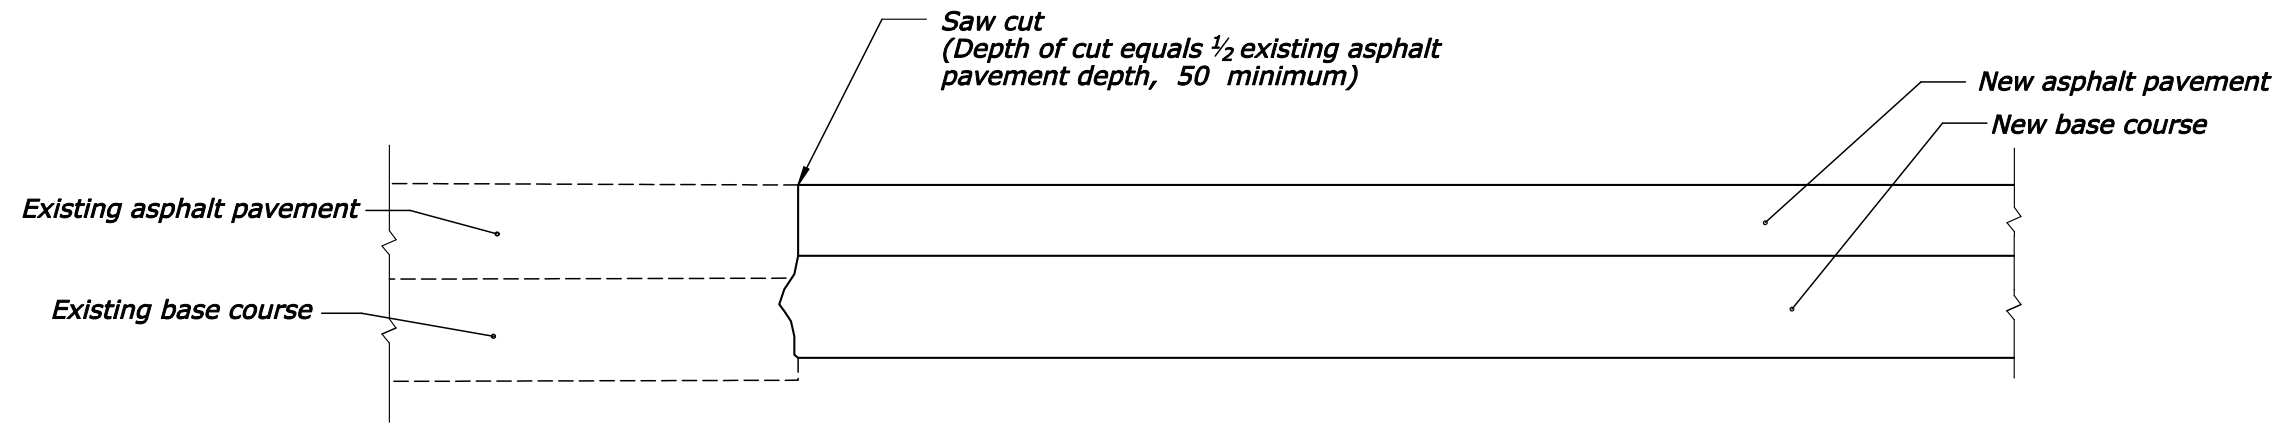 Saw cut
(Depth of cut equals ½ existing asphalt
pavement depth, 50 minimum)
New asphalt pavement
New base course
Existing asphalt pavement
Existing base course